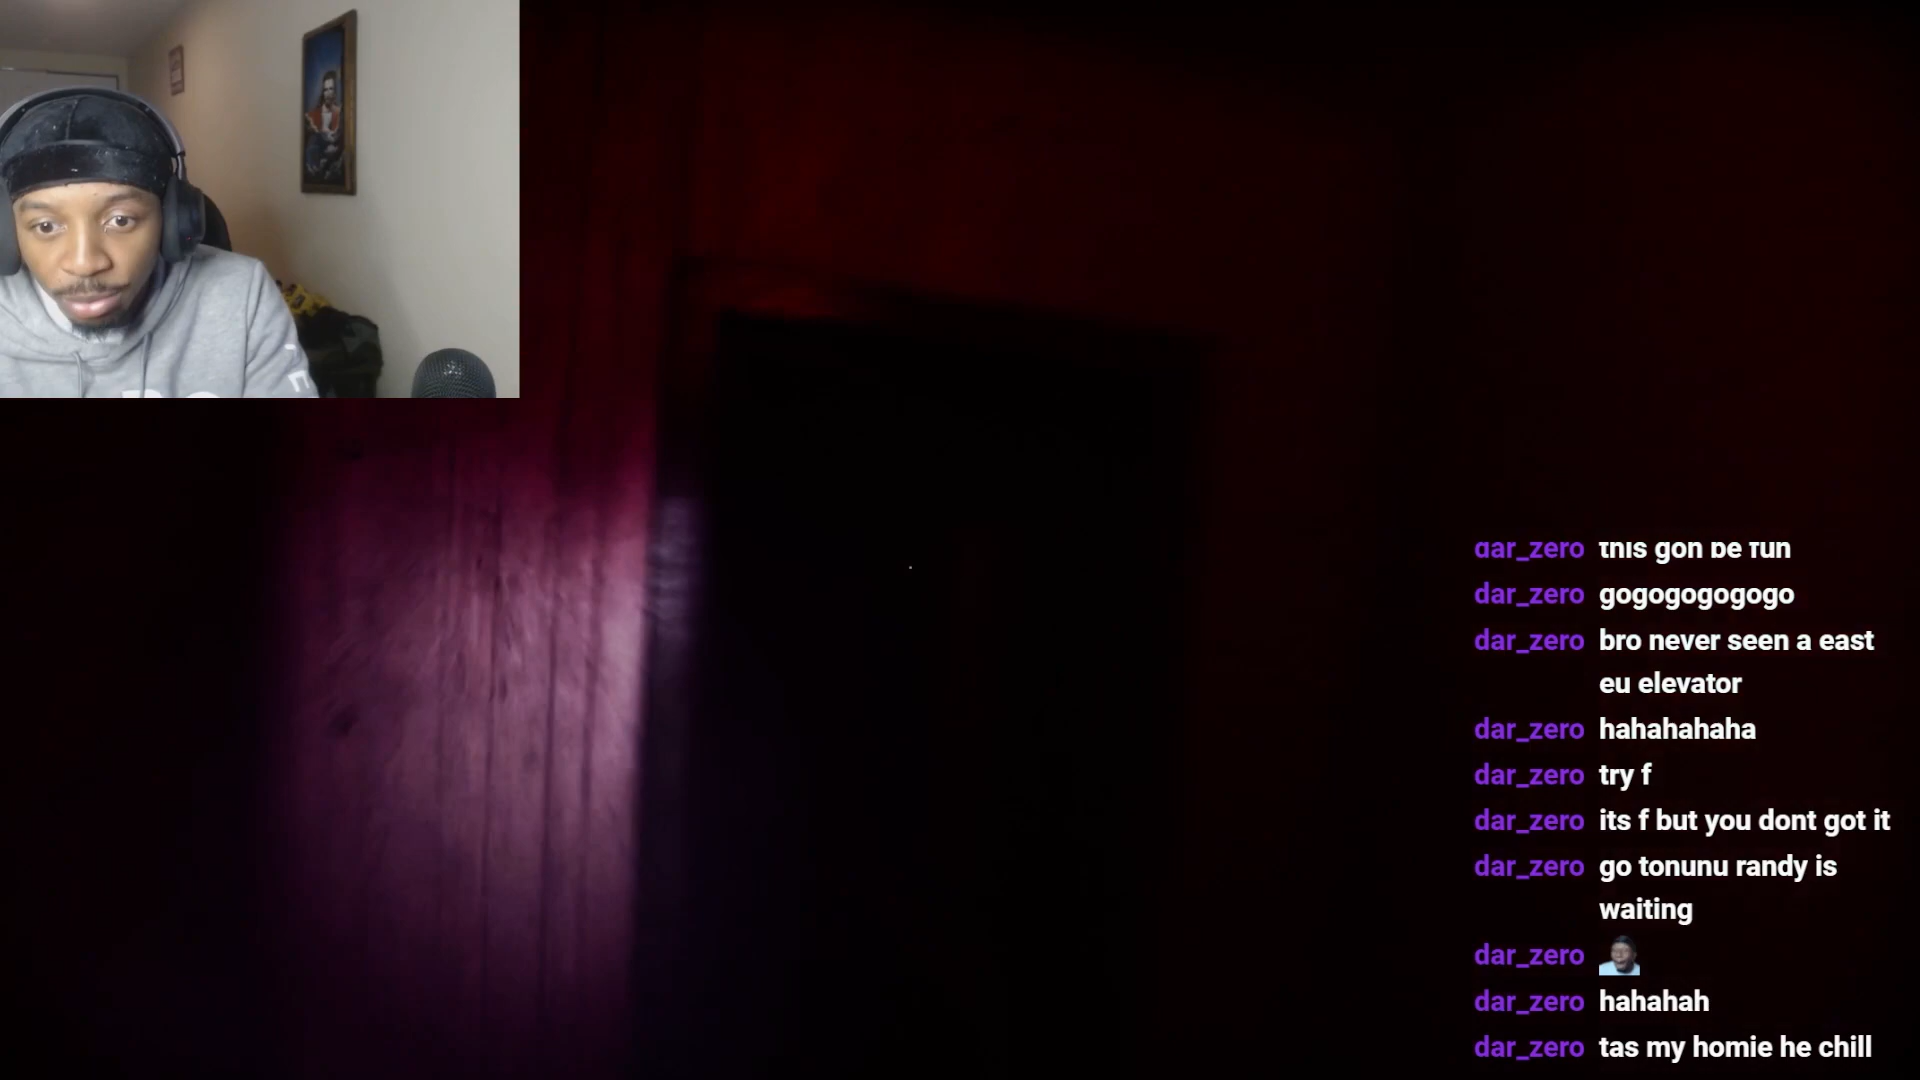 dar_zero this gon be fun
dar_zero gogogogogogo
dar_zero bro never seen a east
eu elevator
dar_zero hahahahaha
dar_zero try f
dar_zero its f but you dont got it
dar_zero go tonunu randy is
waiting
dar_zero
dar_zero hahahah
dar_zero tas my homie he chill